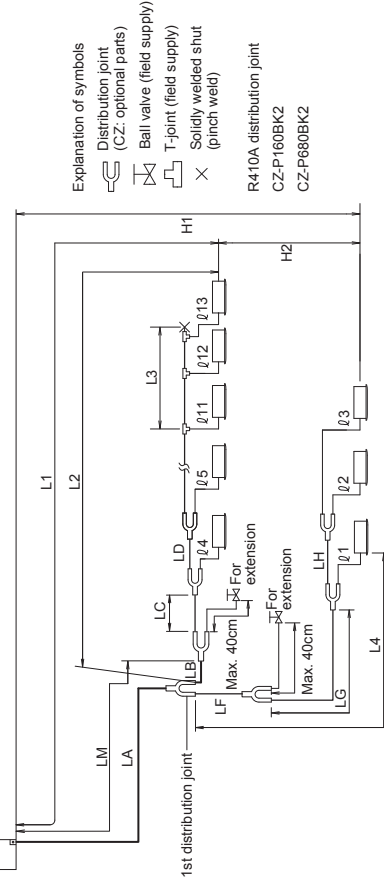 Explanation of symbols
Distribution joint
(CZ: optional parts)
Ball valve (field supply)
T-joint (field supply)
Solidly welded shut
(pinch weld)
R410A distribution joint
CZ-P160BK2
CZ-P680BK2
L1
L2
LM
LA
L3
H1
H2
LB
LC
LD
ℓ4
ℓ5
ℓ11
ℓ12
ℓ13
For
extension
Max. 40cm
1st distribution joint
LF
For
extension
Max. 40cm
LG
LH
ℓ1
ℓ2
ℓ3
L4